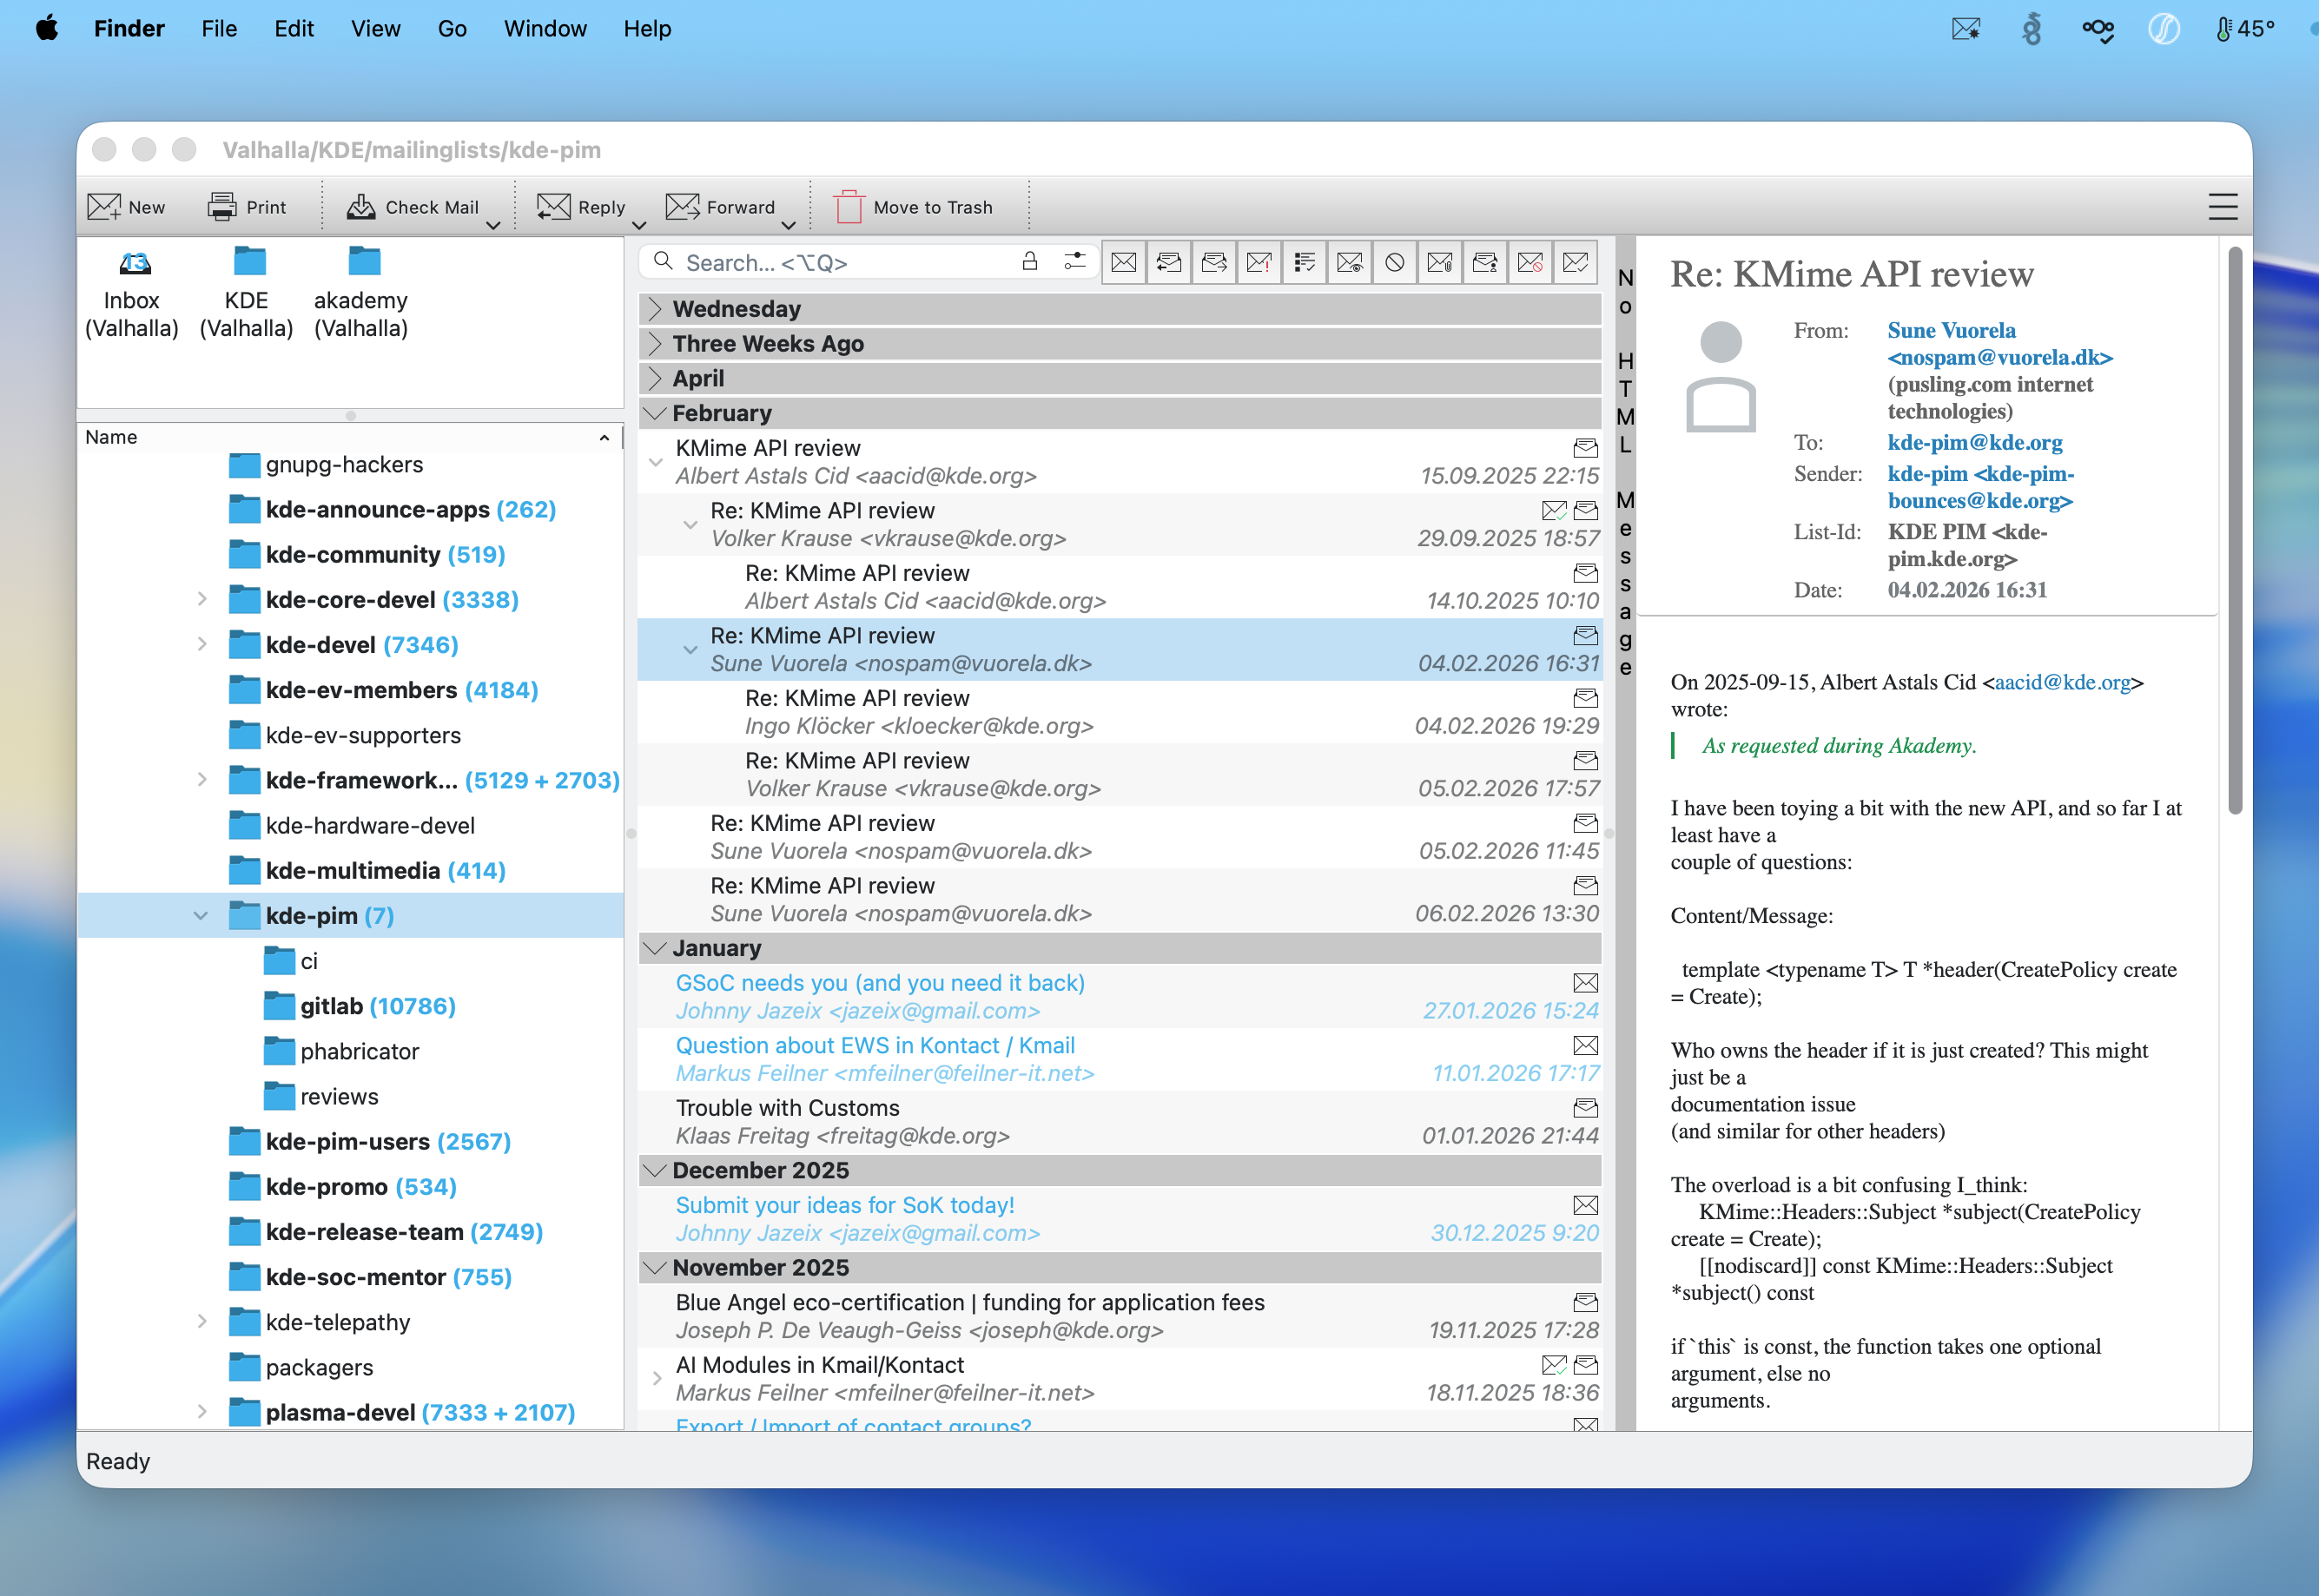 Finder File Edit View Go Window Help 45°
Valhalla/KDE/mailinglists/kde-pim
New Print Check Mail Reply Forward Move to Trash
13
Inbox
(Valhalla)
KDE
(Valhalla)
akademy
(Valhalla)
Name
gnupg-hackers
kde-announce-apps (262)
kde-community (519)
kde-core-devel (3338)
kde-devel (7346)
kde-ev-members (4184)
kde-ev-supporters
kde-framework... (5129 + 2703)
kde-hardware-devel
kde-multimedia (414)
kde-pim (7)
ci
gitlab (10786)
phabricator
reviews
kde-pim-users (2567)
kde-promo (534)
kde-release-team (2749)
kde-soc-mentor (755)
kde-telepathy
packagers
plasma-devel (7333 + 2107)
Search... <⌥Q>
Wednesday
Three Weeks Ago
April
February
KMime API review
Albert Astals Cid <aacid@kde.org> 15.09.2025 22:15
Re: KMime API review
Volker Krause <vkrause@kde.org> 29.09.2025 18:57
Re: KMime API review
Albert Astals Cid <aacid@kde.org> 14.10.2025 10:10
Re: KMime API review
Sune Vuorela <nospam@vuorela.dk> 04.02.2026 16:31
Re: KMime API review
Ingo Klöcker <kloecker@kde.org> 04.02.2026 19:29
Re: KMime API review
Volker Krause <vkrause@kde.org> 05.02.2026 17:57
Re: KMime API review
Sune Vuorela <nospam@vuorela.dk> 05.02.2026 11:45
Re: KMime API review
Sune Vuorela <nospam@vuorela.dk> 06.02.2026 13:30
January
GSoC needs you (and you need it back)
Johnny Jazeix <jazeix@gmail.com> 27.01.2026 15:24
Question about EWS in Kontact / Kmail
Markus Feilner <mfeilner@feilner-it.net> 11.01.2026 17:17
Trouble with Customs
Klaas Freitag <freitag@kde.org> 01.01.2026 21:44
December 2025
Submit your ideas for SoK today!
Johnny Jazeix <jazeix@gmail.com> 30.12.2025 9:20
November 2025
Blue Angel eco-certification | funding for application fees
Joseph P. De Veaugh-Geiss <joseph@kde.org> 19.11.2025 17:28
AI Modules in Kmail/Kontact
Markus Feilner <mfeilner@feilner-it.net> 18.11.2025 18:36
Export / Import of contact groups?
No HTML Message
Re: KMime API review
From: Sune Vuorela
<nospam@vuorela.dk>
(pusling.com internet
technologies)
To: kde-pim@kde.org
Sender: kde-pim <kde-pim-
bounces@kde.org>
List-Id: KDE PIM <kde-
pim.kde.org>
Date: 04.02.2026 16:31
On 2025-09-15, Albert Astals Cid <aacid@kde.org>
wrote:
As requested during Akademy.
I have been toying a bit with the new API, and so far I at
least have a
couple of questions:
Content/Message:
template <typename T> T *header(CreatePolicy create
= Create);
Who owns the header if it is just created? This might
just be a
documentation issue
(and similar for other headers)
The overload is a bit confusing I_think:
KMime::Headers::Subject *subject(CreatePolicy
create = Create);
[[nodiscard]] const KMime::Headers::Subject
*subject() const
if `this` is const, the function takes one optional
argument, else no
arguments.
Ready